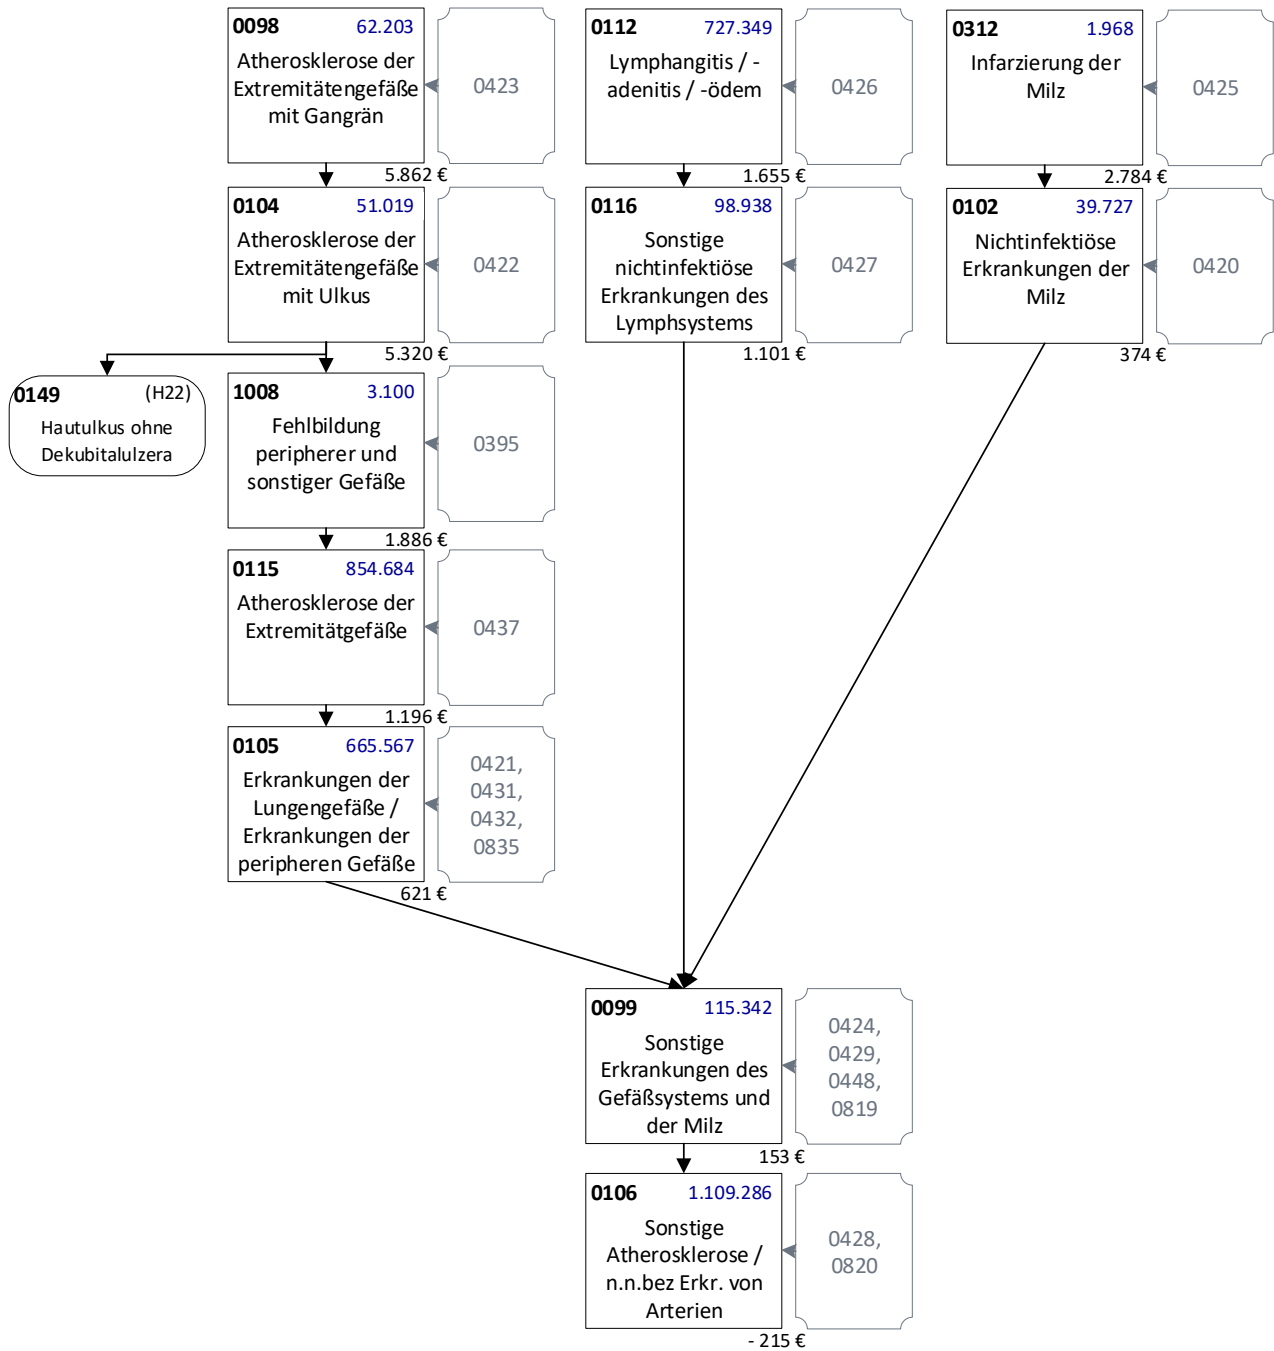 0098 62.203
Atherosklerose der
Extremitätengefäße
mit Gangrän
0423
5.862 €
0112 727.349
Lymphangitis / -
adenitis / -ödem
0426
1.655 €
0312 1.968
Infarzierung der
Milz
0425
2.784 €
0104 51.019
Atherosklerose der
Extremitätengefäße
mit Ulkus
0422
5.320 €
0116 98.938
Sonstige
nichtinfektiöse
Erkrankungen des
Lymphsystems
0427
1.101 €
0102 39.727
Nichtinfektiöse
Erkrankungen der
Milz
0420
374 €
0149 (H22)
Hautulkus ohne
Dekubitalulzera
1008 3.100
Fehlbildung
peripherer und
sonstiger Gefäße
0395
1.886 €
0115 854.684
Atherosklerose der
Extremitätgefäße
0437
1.196 €
0105 665.567
Erkrankungen der
Lungengefäße /
Erkrankungen der
peripheren Gefäße
0421,
0431,
0432,
0835
621 €
0099 115.342
Sonstige
Erkrankungen des
Gefäßsystems und
der Milz
0424,
0429,
0448,
0819
153 €
0106 1.109.286
Sonstige
Atherosklerose /
n.n.bez Erkr. von
Arterien
0428,
0820
- 215 €